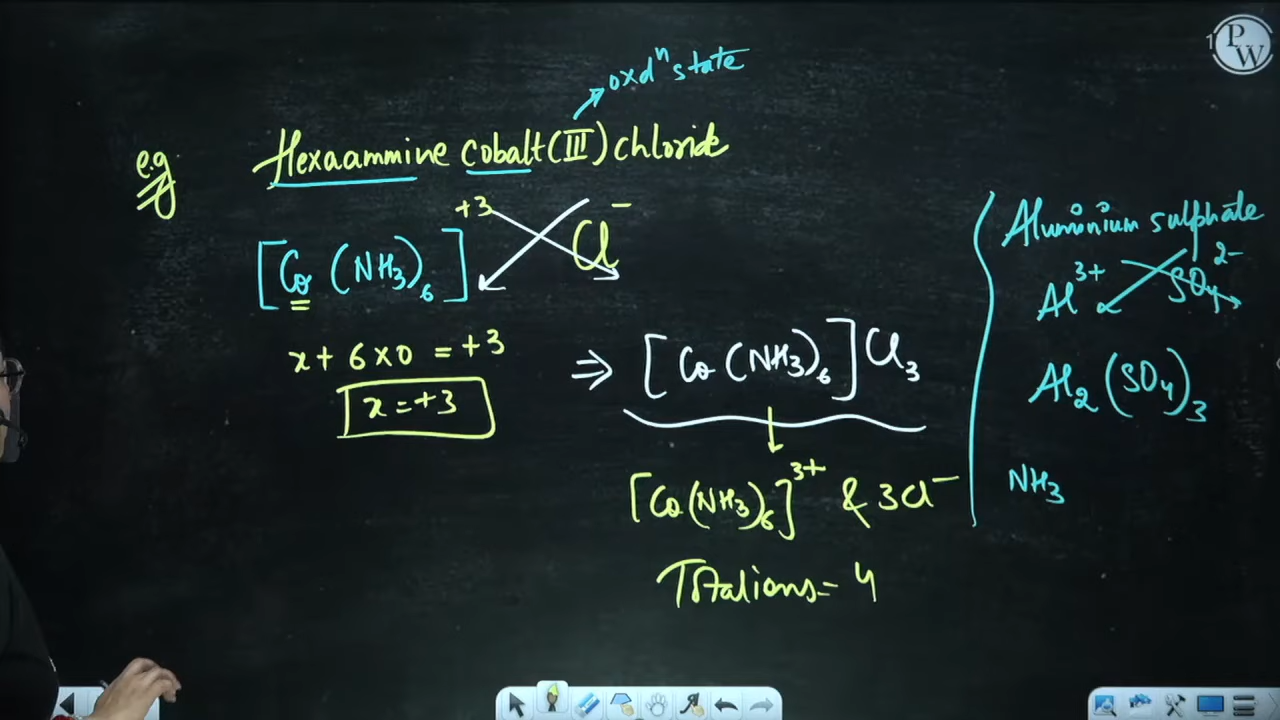 oxdⁿ state
e.g Hexaammine cobalt(III) chloride
[Co(NH₃)₆]⁺³ Cl⁻
x + 6×0 = +3
x = +3
⇒ [Co(NH₃)₆]Cl₃
[Co(NH₃)₆]³⁺ & 3Cl⁻
Total ions = 4
Aluminium sulphate
Al³⁺ SO₄²⁻
Al₂(SO₄)₃
NH₃
PW